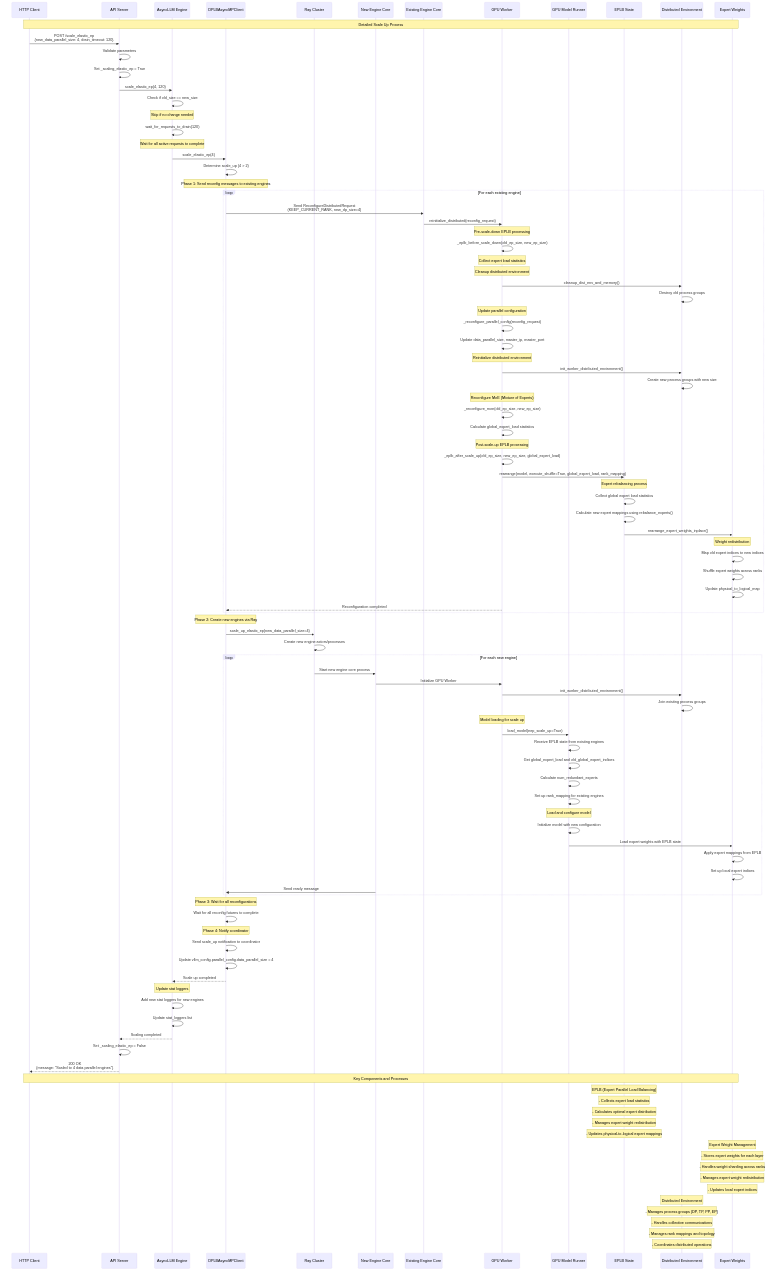 HTTP Client
API Server
AsyncLLM Engine
DPLBAsyncMPClient
Ray Cluster
New Engine Core
Existing Engine Core
GPU Worker
GPU Model Runner
EPLB State
Distributed Environment
Expert Weights
Detailed Scale Up Process
POST /scale_elastic_ep
Validate parameters
Set _scaling_elastic_ep = True
scale_elastic_ep(4, 120)
Check if old_size == new_size
Skip if no change needed
wait_for_requests_to_drain(120)
Wait for all active requests to complete
scale_elastic_ep(4)
Phase 1: Send reconfig messages to existing engines
loop
[For each existing engine]
Send ReconfigureDistributedRequest
reinitialize_distributed(reconfig_request)
Pre-scale-down EPLB processing
_eplb_before_scale_down(old_ep_size, new_ep_size)
Collect expert load statistics
Cleanup distributed environment
cleanup_dist_env_and_memory()
Destroy old process groups
Update parallel configuration
_reconfigure_parallel_config(reconfig_request)
Update data_parallel_size, master_ip, master_port
Reinitialize distributed environment
init_worker_distributed_environment()
Create new process groups with new size
Reconfigure MoE (Mixture of Experts)
_reconfigure_moe(old_ep_size, new_ep_size)
Calculate global_expert_load statistics
Post-scale-up EPLB processing
_eplb_after_scale_up(old_ep_size, new_ep_size, global_expert_load)
rearrange(model, execute_shuffle=True, global_expert_load, rank_mapping)
Expert rebalancing process
Collect global expert load statistics
Calculate new expert mappings using rebalance_experts()
rearrange_expert_weights_inplace()
Weight redistribution
Map old expert indices to new indices
Shuffle expert weights across ranks
Update physical_to_logical_map
Reconfiguration completed
Phase 2: Create new engines via Ray
scale_up_elastic_ep(new_data_parallel_size=4)
Create new engine actors/processes
loop
[For each new engine]
Start new engine core process
Initialize GPU Worker
init_worker_distributed_environment()
Join existing process groups
Model loading for scale up
load_model(eep_scale_up=True)
Receive EPLB state from existing engines
Get global_expert_load and old_global_expert_indices
Calculate num_redundant_experts
Set up rank_mapping for existing engines
Load and configure model
Initialize model with new configuration
Load expert weights with EPLB state
Apply expert mappings from EPLB
Set up local expert indices
Send ready message
Phase 3: Wait for all reconfigurations
Wait for all reconfig futures to complete
Phase 4: Notify coordinator
Send scale_up notification to coordinator
Update vllm_config.parallel_config.data_parallel_size = 4
Scale up completed
Update stat loggers
Add new stat loggers for new engines
Update stat_loggers list
Scaling completed
Set _scaling_elastic_ep = False
200 OK
{message: "Scaled to 4 data parallel engines"}
Key Components and Processes
EPLB (Expert Parallel Load Balancing)
- Collects expert load statistics
- Calculates optimal expert distribution
- Manages expert weight redistribution
- Updates physical-to-logical expert mappings
Expert Weight Management
- Stores expert weights for each layer
- Handles weight sharding across ranks
- Manages expert weight redistribution
- Updates local expert indices
Distributed Environment
- Manages process groups (DP, TP, PP, EP)
- Handles collective communications
- Manages rank mappings and topology
- Coordinates distributed operations
HTTP Client
API Server
AsyncLLM Engine
DPLBAsyncMPClient
Ray Cluster
New Engine Core
Existing Engine Core
GPU Worker
GPU Model Runner
EPLB State
Distributed Environment
Expert Weights